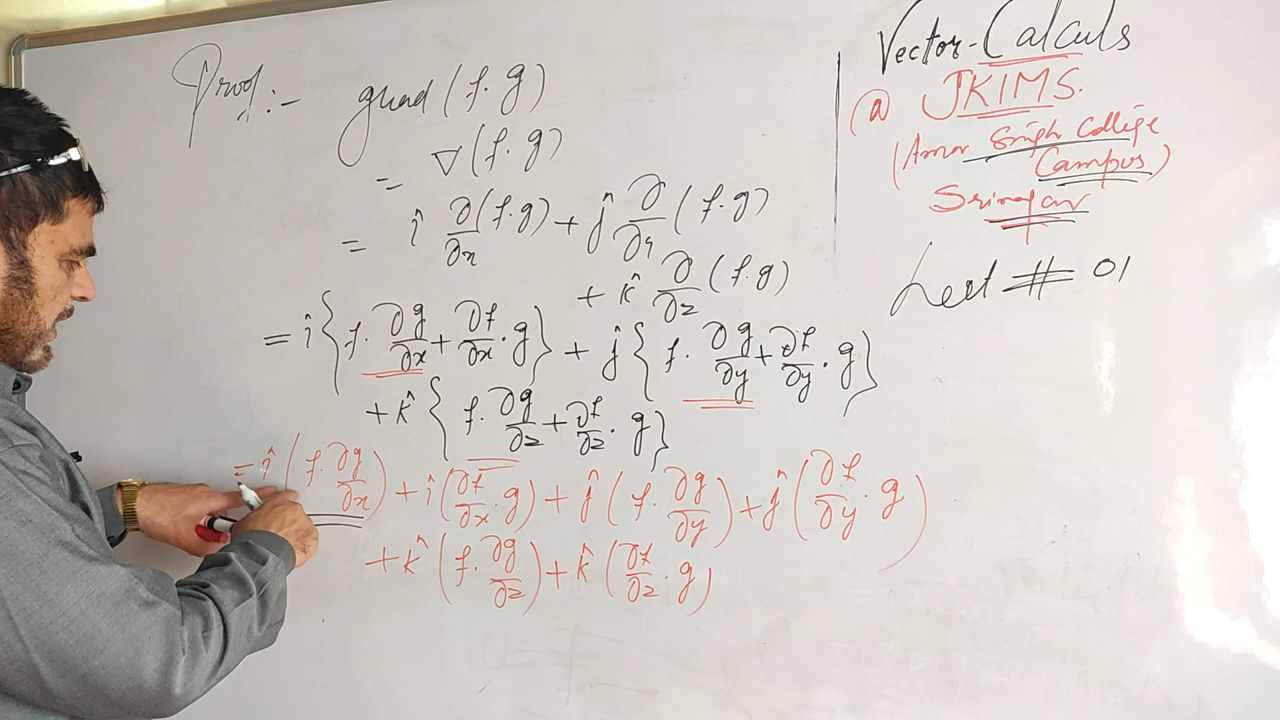 Proof :- grad (f.g)
= ∇(f.g)
= î ∂/∂x (f.g) + ĵ ∂/∂y (f.g)
+ k̂ ∂/∂z (f.g)
= î { f. ∂g/∂x + ∂f/∂x . g } + ĵ { f. ∂g/∂y + ∂f/∂y . g }
+ k̂ { f. ∂g/∂z + ∂f/∂z . g }
= î ( f. ∂g/∂x ) + î ( ∂f/∂x . g ) + ĵ ( f. ∂g/∂y ) + ĵ ( ∂f/∂y . g )
+ k̂ ( f. ∂g/∂z ) + k̂ ( ∂f/∂z . g )
Vector-Calculs
@ JKIMS.
(Amar Singh College
Campus)
Srinagar
Lect # 01